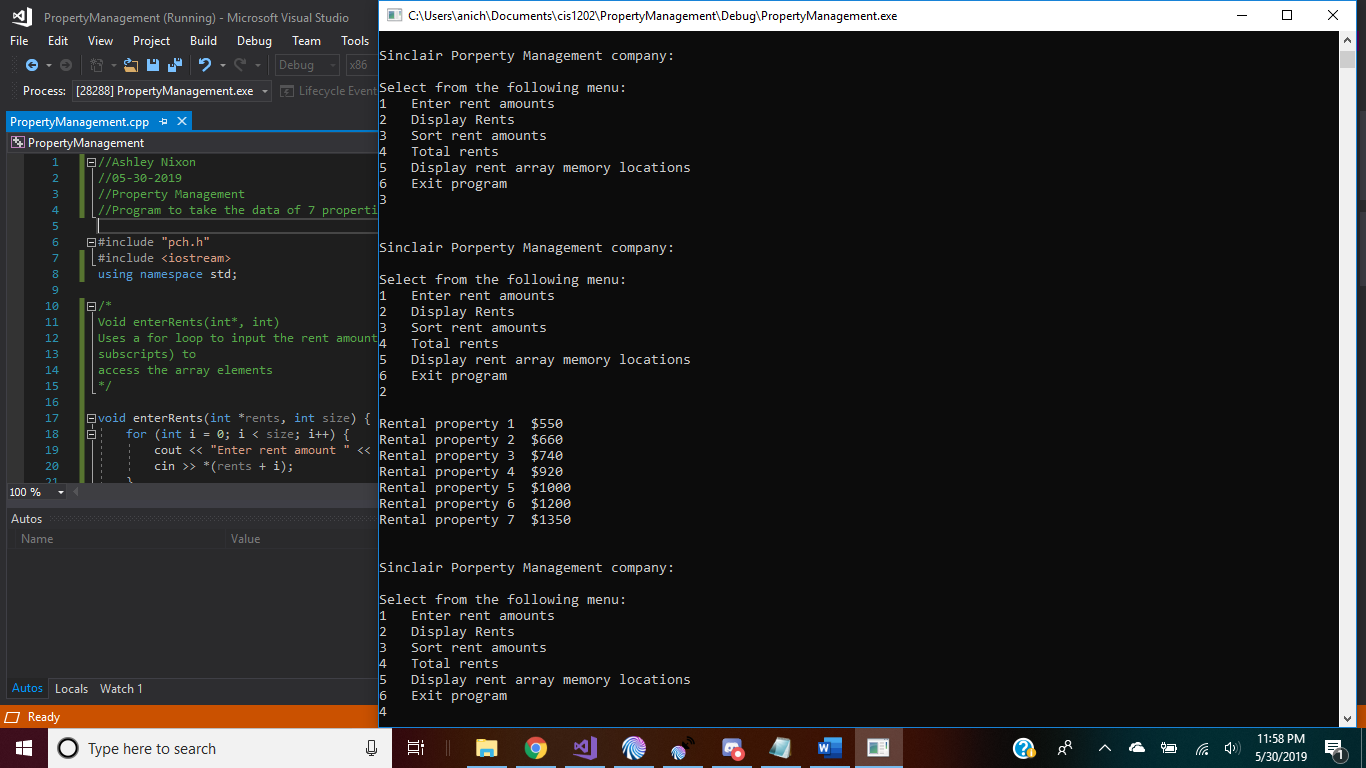 PropertyManagement (Running) - Microsoft Visual Studio
File Edit View Project Build Debug Team Tools
Debug x86
Process: [28288] PropertyManagement.exe Lifecycle Event
PropertyManagement.cpp
PropertyManagement
1 //Ashley Nixon
2 //05-30-2019
3 //Property Management
4 //Program to take the data of 7 properti
5
6 #include "pch.h"
7 #include <iostream>
8 using namespace std;
9
10 /*
11 Void enterRents(int*, int)
12 Uses a for loop to input the rent amount
13 subscripts) to
14 access the array elements
15 */
16
17 void enterRents(int *rents, int size) {
18 for (int i = 0; i < size; i++) {
19 cout << "Enter rent amount " <<
20 cin >> *(rents + i);
21 }
100 %
Autos
Name Value
Autos Locals Watch 1
Ready
C:\Users\anich\Documents\cis1202\PropertyManagement\Debug\PropertyManagement.exe
Sinclair Porperty Management company:
Select from the following menu:
1 Enter rent amounts
2 Display Rents
3 Sort rent amounts
4 Total rents
5 Display rent array memory locations
6 Exit program
3
Sinclair Porperty Management company:
Select from the following menu:
1 Enter rent amounts
2 Display Rents
3 Sort rent amounts
4 Total rents
5 Display rent array memory locations
6 Exit program
2
Rental property 1 $550
Rental property 2 $660
Rental property 3 $740
Rental property 4 $920
Rental property 5 $1000
Rental property 6 $1200
Rental property 7 $1350
Sinclair Porperty Management company:
Select from the following menu:
1 Enter rent amounts
2 Display Rents
3 Sort rent amounts
4 Total rents
5 Display rent array memory locations
6 Exit program
4
Type here to search
11:58 PM
5/30/2019
1